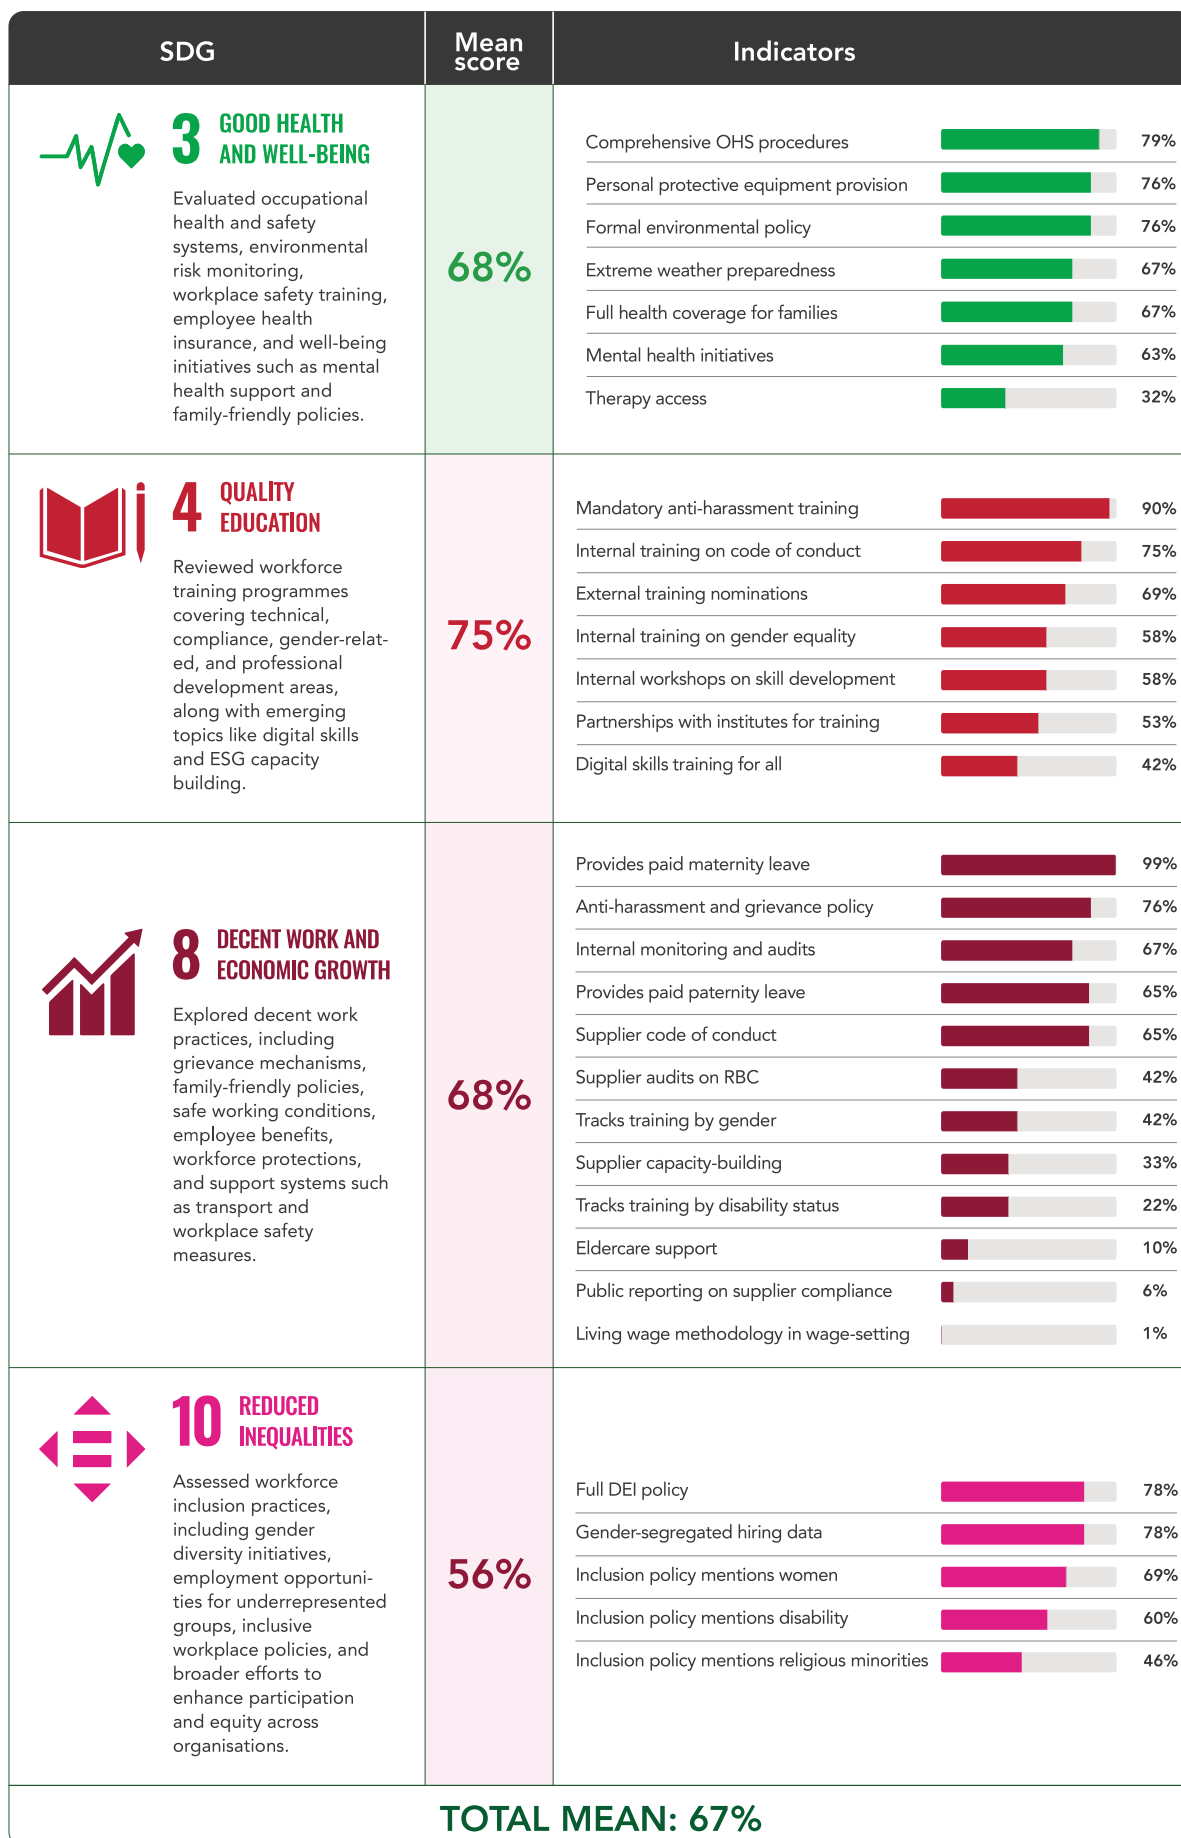 SDG
Mean
score
Indicators
3 GOOD HEALTH
AND WELL-BEING
Evaluated occupational
health and safety
systems, environmental
risk monitoring,
workplace safety training,
employee health
insurance, and well-being
initiatives such as mental
health support and
family-friendly policies.
68%
Comprehensive OHS procedures 79%
Personal protective equipment provision 76%
Formal environmental policy 76%
Extreme weather preparedness 67%
Full health coverage for families 67%
Mental health initiatives 63%
Therapy access 32%
4 QUALITY
EDUCATION
Reviewed workforce
training programmes
covering technical,
compliance, gender-relat-
ed, and professional
development areas,
along with emerging
topics like digital skills
and ESG capacity
building.
75%
Mandatory anti-harassment training 90%
Internal training on code of conduct 75%
External training nominations 69%
Internal training on gender equality 58%
Internal workshops on skill development 58%
Partnerships with institutes for training 53%
Digital skills training for all 42%
8 DECENT WORK AND
ECONOMIC GROWTH
Explored decent work
practices, including
grievance mechanisms,
family-friendly policies,
safe working conditions,
employee benefits,
workforce protections,
and support systems such
as transport and
workplace safety
measures.
68%
Provides paid maternity leave 99%
Anti-harassment and grievance policy 76%
Internal monitoring and audits 67%
Provides paid paternity leave 65%
Supplier code of conduct 65%
Supplier audits on RBC 42%
Tracks training by gender 42%
Supplier capacity-building 33%
Tracks training by disability status 22%
Eldercare support 10%
Public reporting on supplier compliance 6%
Living wage methodology in wage-setting 1%
10 REDUCED
INEQUALITIES
Assessed workforce
inclusion practices,
including gender
diversity initiatives,
employment opportuni-
ties for underrepresented
groups, inclusive
workplace policies, and
broader efforts to
enhance participation
and equity across
organisations.
56%
Full DEI policy 78%
Gender-segregated hiring data 78%
Inclusion policy mentions women 69%
Inclusion policy mentions disability 60%
Inclusion policy mentions religious minorities 46%
TOTAL MEAN: 67%